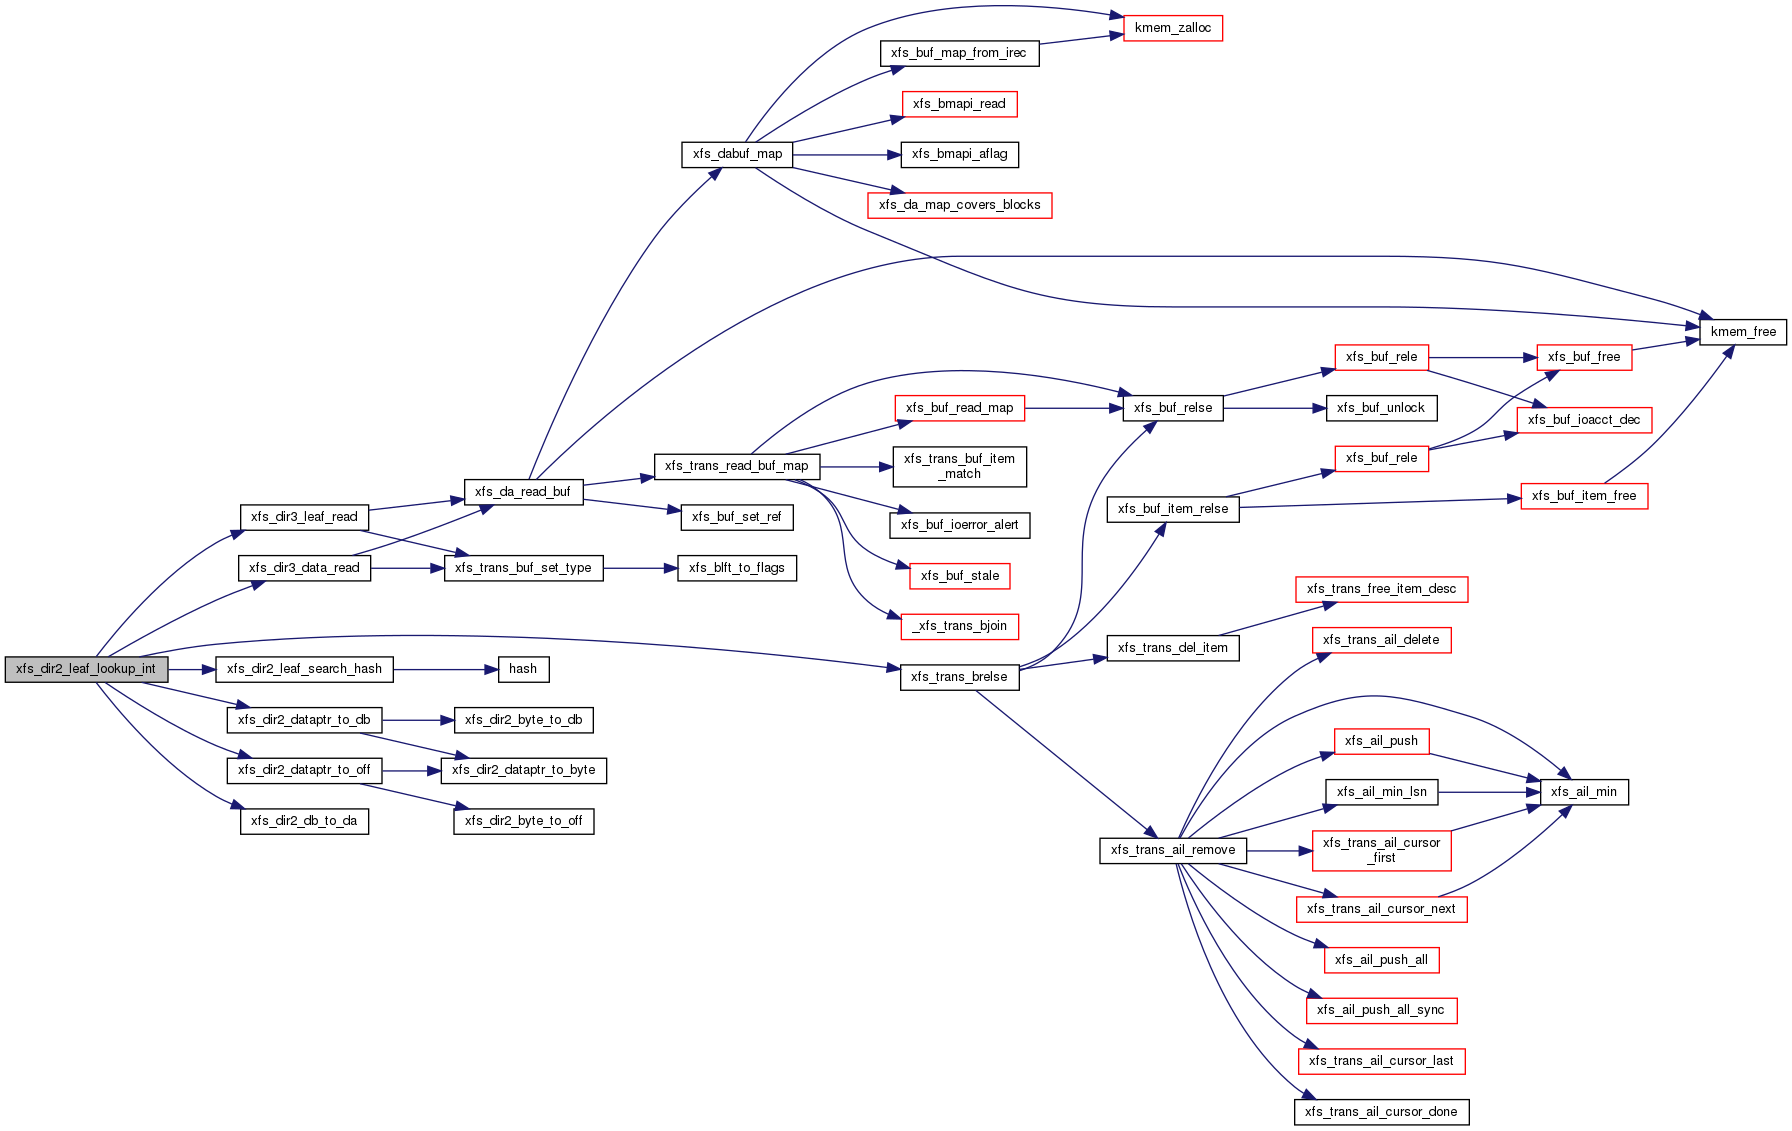 kmem_zalloc
xfs_buf_map_from_irec
xfs_bmapi_read
xfs_dabuf_map
xfs_bmapi_aflag
xfs_da_map_covers_blocks
kmem_free
xfs_buf_rele
xfs_buf_free
xfs_buf_read_map
xfs_buf_relse
xfs_buf_unlock
xfs_buf_ioacct_dec
xfs_trans_read_buf_map
xfs_trans_buf_item
_match
xfs_buf_rele
xfs_da_read_buf
xfs_buf_item_free
xfs_buf_item_relse
xfs_dir3_leaf_read
xfs_buf_set_ref
xfs_buf_ioerror_alert
xfs_dir3_data_read
xfs_trans_buf_set_type
xfs_blft_to_flags
xfs_buf_stale
xfs_trans_free_item_desc
_xfs_trans_bjoin
xfs_trans_ail_delete
xfs_trans_del_item
xfs_dir2_leaf_lookup_int
xfs_dir2_leaf_search_hash
hash
xfs_trans_brelse
xfs_dir2_dataptr_to_db
xfs_dir2_byte_to_db
xfs_ail_push
xfs_dir2_dataptr_to_off
xfs_dir2_dataptr_to_byte
xfs_ail_min_lsn
xfs_ail_min
xfs_dir2_db_to_da
xfs_dir2_byte_to_off
xfs_trans_ail_remove
xfs_trans_ail_cursor
_first
xfs_trans_ail_cursor_next
xfs_ail_push_all
xfs_ail_push_all_sync
xfs_trans_ail_cursor_last
xfs_trans_ail_cursor_done